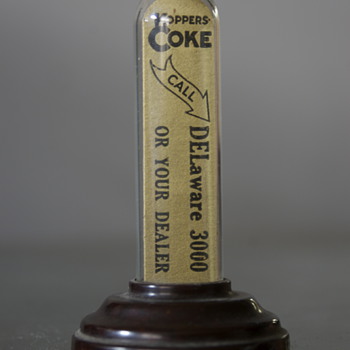 KOPPERS'
COKE
CALL
DELaware 3000
OR YOUR DEALER